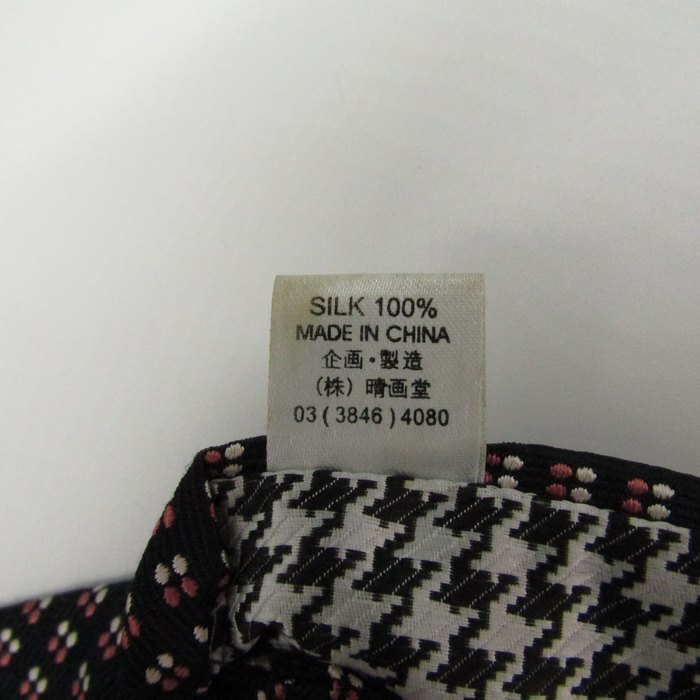 SILK 100%
MADE IN CHINA
企画・製造
（株）晴画堂
03 ( 3846 ) 4080